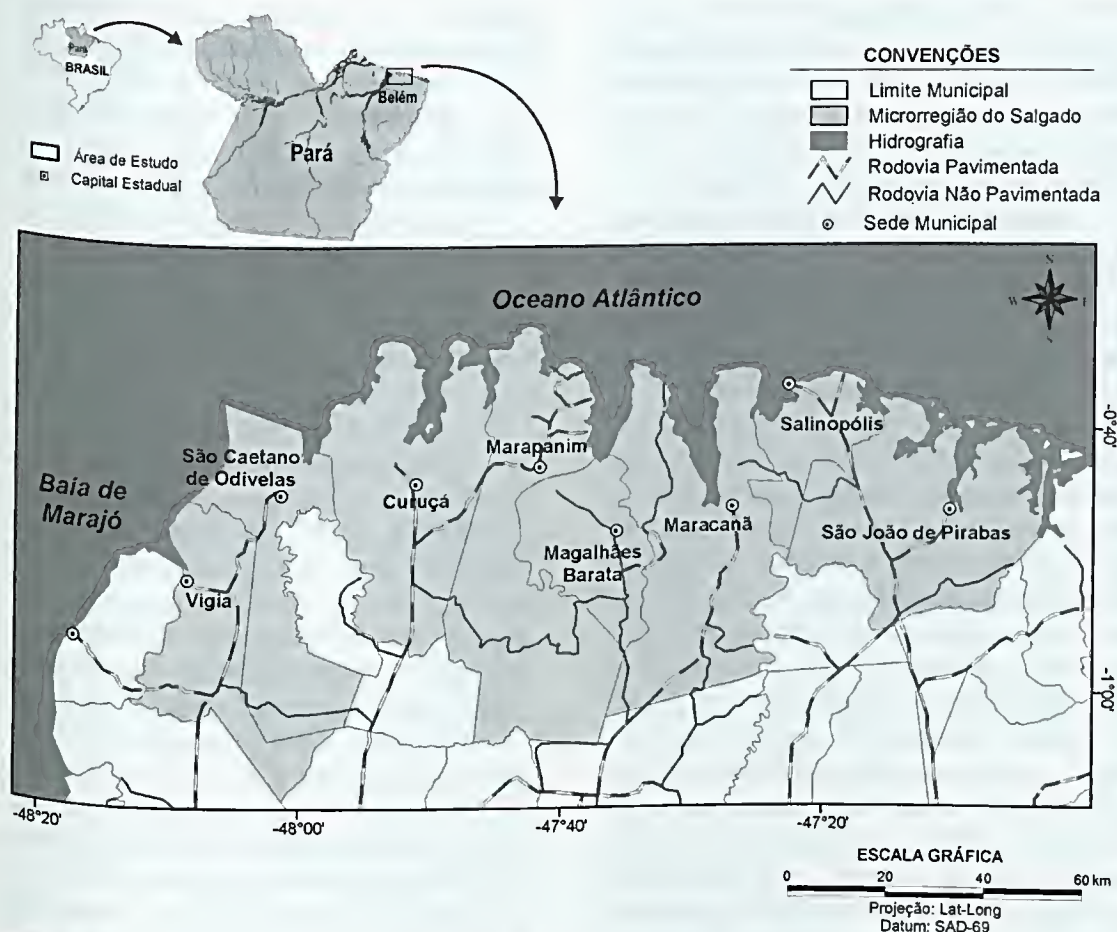 Pará
BRASIL
Belém
Pará
Área de Estudo
Capital Estadual
CONVENÇÕES
Limite Municipal
Microrregião do Salgado
Hidrografia
Rodovia Pavimentada
Rodovia Não Pavimentada
Sede Municipal
Oceano Atlântico
N
W
S
Salinopólis
-0°40'
Marapanim
São Caetano
de Odivelas
Baía de
Marajó
Curuçá
Maracanã
São João de Pirabas
Magalhães
Barata
Vigia
-1°00'
-48°20'
-48°00'
-47°40'
-47°20'
ESCALA GRÁFICA
0 20 40 60 km
Projeção: Lat-Long
Datum: SAD-69